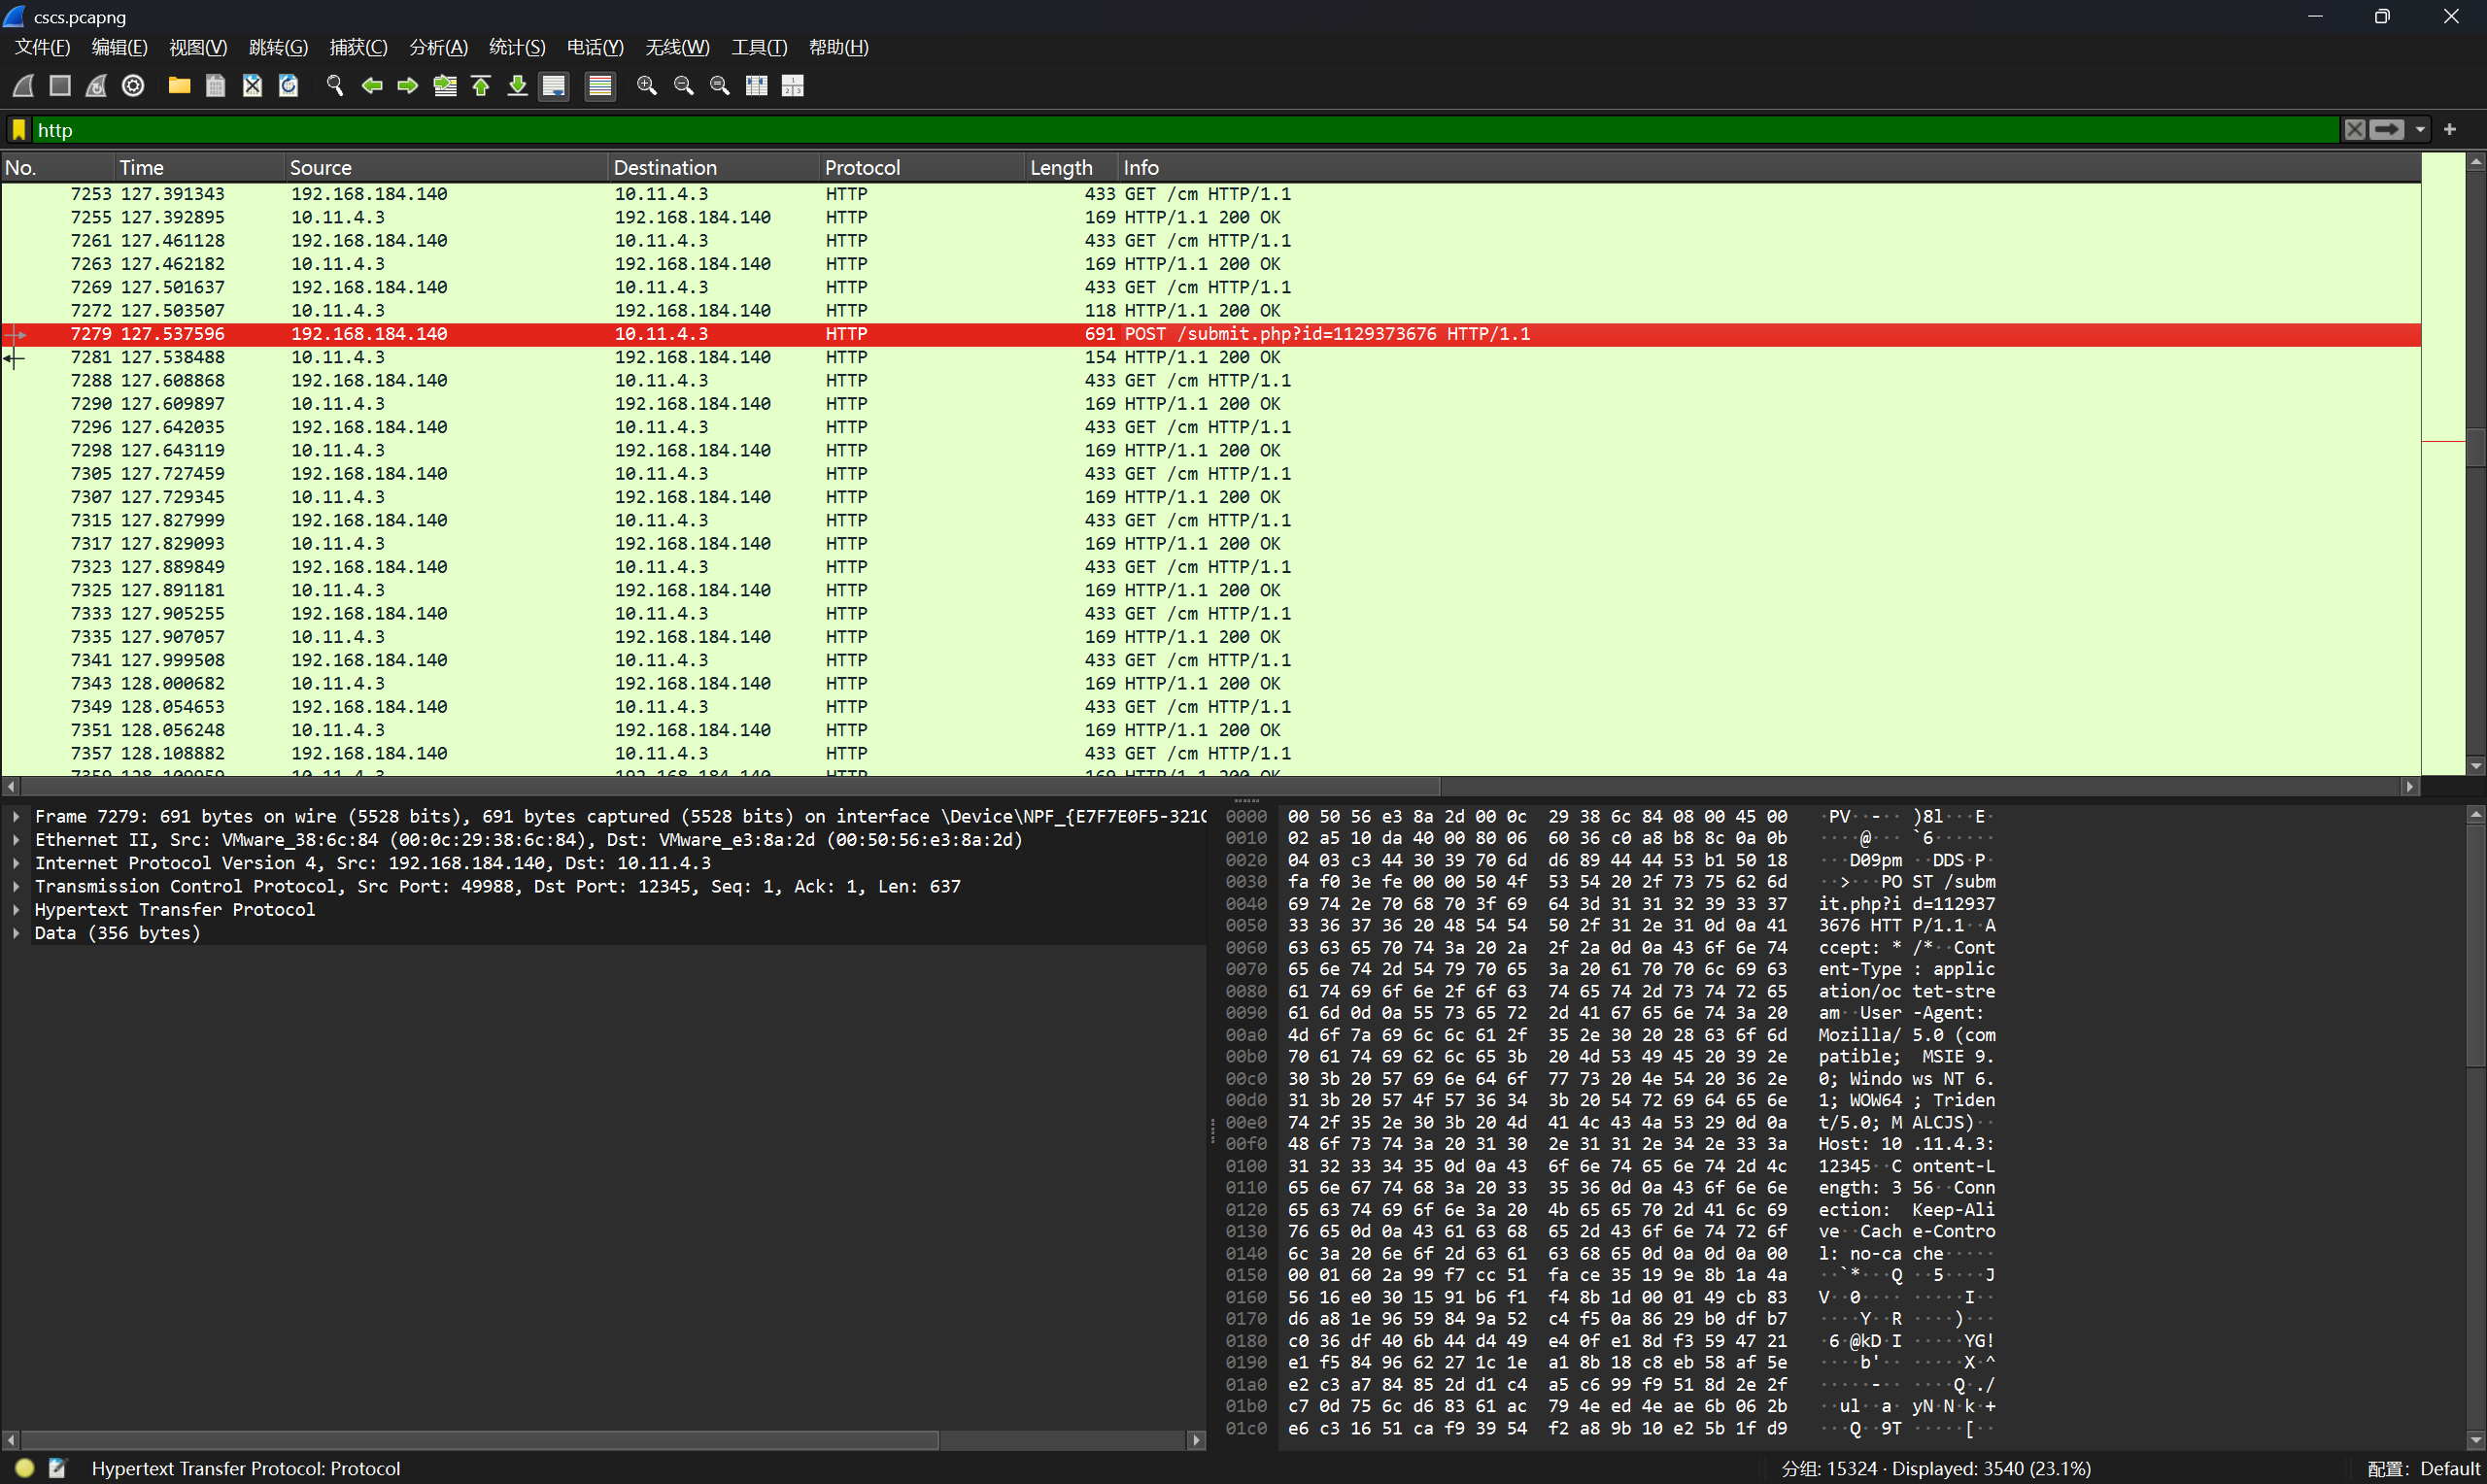 cscs.pcapng
文件(F) 编辑(E) 视图(V) 跳转(G) 捕获(C) 分析(A) 统计(S) 电话(Y) 无线(W) 工具(T) 帮助(H)
http
No. Time Source Destination Protocol Length Info
7253 127.391343 192.168.184.140 10.11.4.3 HTTP 433 GET /cm HTTP/1.1
7255 127.392895 10.11.4.3 192.168.184.140 HTTP 169 HTTP/1.1 200 OK
7261 127.461128 192.168.184.140 10.11.4.3 HTTP 433 GET /cm HTTP/1.1
7263 127.462182 10.11.4.3 192.168.184.140 HTTP 169 HTTP/1.1 200 OK
7269 127.501637 192.168.184.140 10.11.4.3 HTTP 433 GET /cm HTTP/1.1
7272 127.503507 10.11.4.3 192.168.184.140 HTTP 118 HTTP/1.1 200 OK
7279 127.537596 192.168.184.140 10.11.4.3 HTTP 691 POST /submit.php?id=1129373676 HTTP/1.1
7281 127.538488 10.11.4.3 192.168.184.140 HTTP 154 HTTP/1.1 200 OK
7288 127.608868 192.168.184.140 10.11.4.3 HTTP 433 GET /cm HTTP/1.1
7290 127.609897 10.11.4.3 192.168.184.140 HTTP 169 HTTP/1.1 200 OK
7296 127.642035 192.168.184.140 10.11.4.3 HTTP 433 GET /cm HTTP/1.1
7298 127.643119 10.11.4.3 192.168.184.140 HTTP 169 HTTP/1.1 200 OK
7305 127.727459 192.168.184.140 10.11.4.3 HTTP 433 GET /cm HTTP/1.1
7307 127.729345 10.11.4.3 192.168.184.140 HTTP 169 HTTP/1.1 200 OK
7315 127.827999 192.168.184.140 10.11.4.3 HTTP 433 GET /cm HTTP/1.1
7317 127.829093 10.11.4.3 192.168.184.140 HTTP 169 HTTP/1.1 200 OK
7323 127.889849 192.168.184.140 10.11.4.3 HTTP 433 GET /cm HTTP/1.1
7325 127.891181 10.11.4.3 192.168.184.140 HTTP 169 HTTP/1.1 200 OK
7333 127.905255 192.168.184.140 10.11.4.3 HTTP 433 GET /cm HTTP/1.1
7335 127.907057 10.11.4.3 192.168.184.140 HTTP 169 HTTP/1.1 200 OK
7341 127.999508 192.168.184.140 10.11.4.3 HTTP 433 GET /cm HTTP/1.1
7343 128.000682 10.11.4.3 192.168.184.140 HTTP 169 HTTP/1.1 200 OK
7349 128.054653 192.168.184.140 10.11.4.3 HTTP 433 GET /cm HTTP/1.1
7351 128.056248 10.11.4.3 192.168.184.140 HTTP 169 HTTP/1.1 200 OK
7357 128.108882 192.168.184.140 10.11.4.3 HTTP 433 GET /cm HTTP/1.1
Frame 7279: 691 bytes on wire (5528 bits), 691 bytes captured (5528 bits) on interface \Device\NPF_{E7F7E0F5-321C
Ethernet II, Src: VMware_38:6c:84 (00:0c:29:38:6c:84), Dst: VMware_e3:8a:2d (00:50:56:e3:8a:2d)
Internet Protocol Version 4, Src: 192.168.184.140, Dst: 10.11.4.3
Transmission Control Protocol, Src Port: 49988, Dst Port: 12345, Seq: 1, Ack: 1, Len: 637
Hypertext Transfer Protocol
Data (356 bytes)
0000 00 50 56 e3 8a 2d 00 0c 29 38 6c 84 08 00 45 00 ·PV··-·· )8l···E·
0010 02 a5 10 da 40 00 80 06 60 36 c0 a8 b8 8c 0a 0b ····@··· `6······
0020 04 03 c3 44 30 39 70 6d d6 89 44 44 53 b1 50 18 ···D09pm ··DDS·P·
0030 fa f0 3e fe 00 00 50 4f 53 54 20 2f 73 75 62 6d ··>···PO ST /subm
0040 69 74 2e 70 68 70 3f 69 64 3d 31 31 32 39 33 37 it.php?i d=112937
0050 33 36 37 36 20 48 54 54 50 2f 31 2e 31 0d 0a 41 3676 HTT P/1.1··A
0060 63 63 65 70 74 3a 20 2a 2f 2a 0d 0a 43 6f 6e 74 ccept: * /*··Cont
0070 65 6e 74 2d 54 79 70 65 3a 20 61 70 70 6c 69 63 ent-Type : applic
0080 61 74 69 6f 6e 2f 6f 63 74 65 74 2d 73 74 72 65 ation/oc tet-stre
0090 61 6d 0d 0a 55 73 65 72 2d 41 67 65 6e 74 3a 20 am··User -Agent:
00a0 4d 6f 7a 69 6c 6c 61 2f 35 2e 30 20 28 63 6f 6d Mozilla/ 5.0 (com
00b0 70 61 74 69 62 6c 65 3b 20 4d 53 49 45 20 39 2e patible; MSIE 9.
00c0 30 3b 20 57 69 6e 64 6f 77 73 20 4e 54 20 36 2e 0; Windo ws NT 6.
00d0 31 3b 20 57 4f 57 36 34 3b 20 54 72 69 64 65 6e 1; WOW64 ; Triden
00e0 74 2f 35 2e 30 3b 20 4d 41 4c 43 4a 53 29 0d 0a t/5.0; M ALCJS)··
00f0 48 6f 73 74 3a 20 31 30 2e 31 31 2e 34 2e 33 3a Host: 10 .11.4.3:
0100 31 32 33 34 35 0d 0a 43 6f 6e 74 65 6e 74 2d 4c 12345··C ontent-L
0110 65 6e 67 74 68 3a 20 33 35 36 0d 0a 43 6f 6e 6e ength: 3 56··Conn
0120 65 63 74 69 6f 6e 3a 20 4b 65 65 70 2d 41 6c 69 ection: Keep-Ali
0130 76 65 0d 0a 43 61 63 68 65 2d 43 6f 6e 74 72 6f ve··Cach e-Contro
0140 6c 3a 20 6e 6f 2d 63 61 63 68 65 0d 0a 0d 0a 00 l: no-ca che·····
0150 00 01 60 2a 99 f7 cc 51 fa ce 35 19 9e 8b 1a 4a ··`*···Q ··5····J
0160 56 16 e0 30 15 91 b6 f1 f4 8b 1d 00 01 49 cb 83 V··0···· ·····I··
0170 d6 a8 1e 96 59 84 9a 52 c4 f5 0a 86 29 b0 df b7 ····Y··R ····)···
0180 c0 36 df 40 6b 44 d4 49 e4 0f e1 8d f3 59 47 21 ·6·@kD·I ·····YG!
0190 e1 f5 84 96 62 27 1c 1e a1 8b 18 c8 eb 58 af 5e ····b'·· ·····X·^
01a0 e2 c3 a7 84 85 2d d1 c4 a5 c6 99 f9 51 8d 2e 2f ·····-·· ····Q·./
01b0 c7 0d 75 6c d6 83 61 ac 79 4e ed 4e ae 6b 06 2b ··ul··a· yN·N·k·+
01c0 e6 c3 16 51 ca f9 39 54 f2 a8 9b 10 e2 5b 1f d9 ···Q··9T ·····[··
Hypertext Transfer Protocol: Protocol 分组: 15324 · Displayed: 3540 (23.1%) 配置: Default